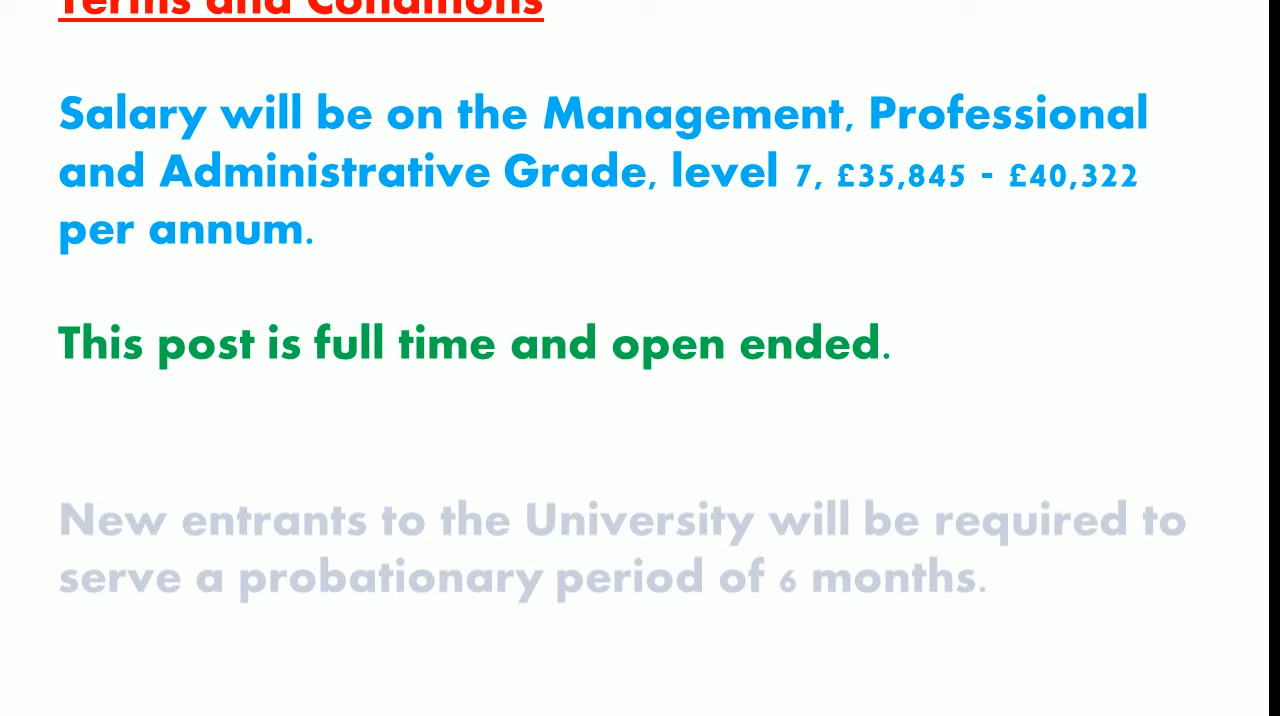 Terms and Conditions
Salary will be on the Management, Professional
and Administrative Grade, level 7, £35,845 - £40,322
per annum.
This post is full time and open ended.
New entrants to the University will be required to
serve a probationary period of 6 months.